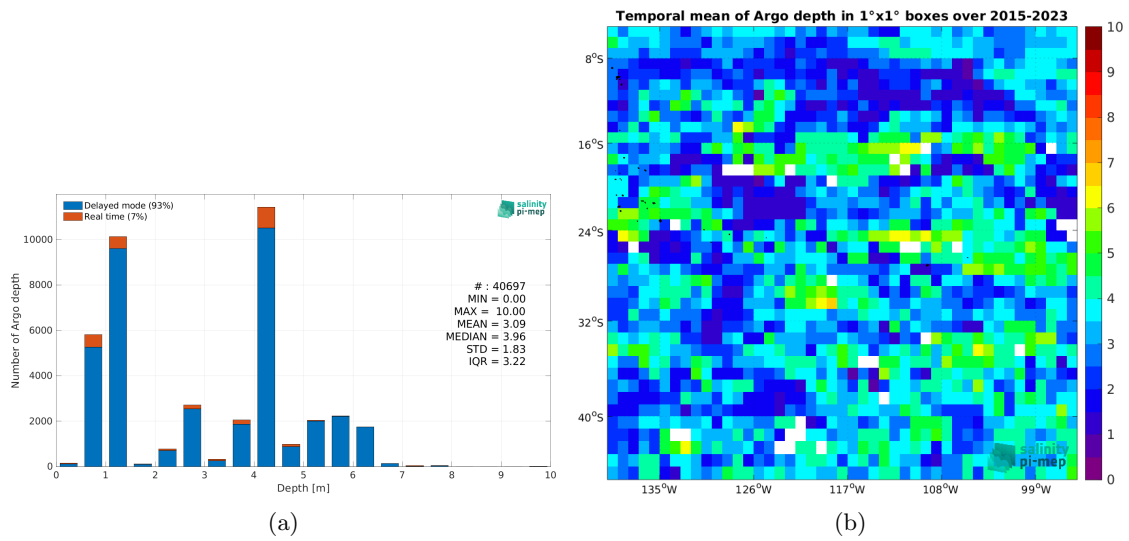 Delayed mode (93%)
Real time (7%)
salinity
pi-mep
10000
8000
6000
4000
2000
0
Number of Argo depth
# : 40697
MIN = 0.00
MAX = 10.00
MEAN = 3.09
MEDIAN = 3.96
STD = 1.83
IQR = 3.22
0 1 2 3 4 5 6 7 8 9 10
Depth [m]
(a)
Temporal mean of Argo depth in 1°x1° boxes over 2015-2023
8°S
16°S
24°S
32°S
40°S
135°W 126°W 117°W 108°W 99°W
salinity
pi-mep
10
9
8
7
6
5
4
3
2
1
0
(b)